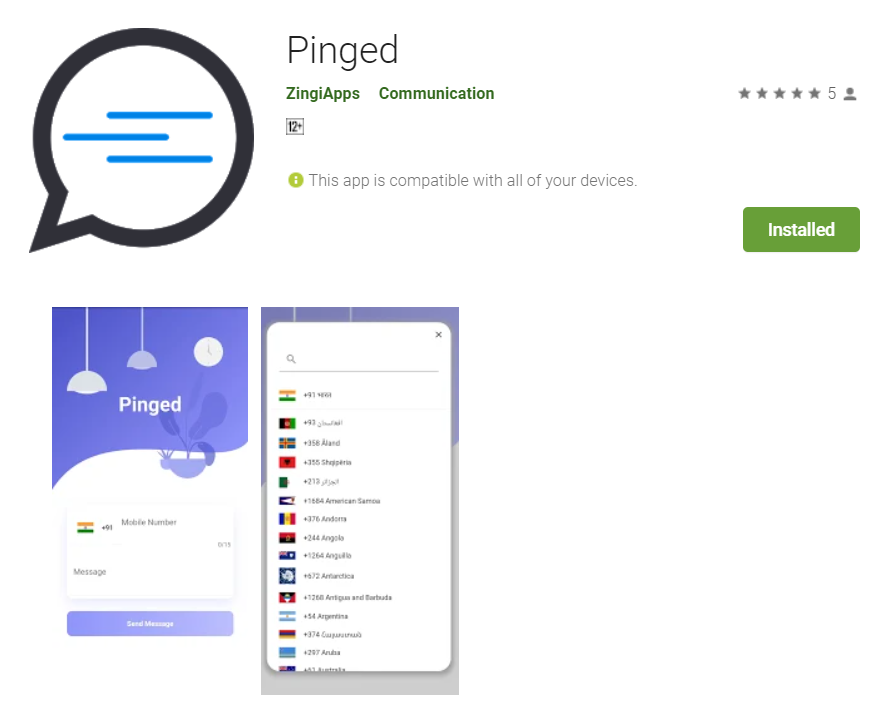 Pinged
ZingiApps Communication
5
12+
This app is compatible with all of your devices.
Installed
Pinged
+91 Mobile Number
0/15
Message
Send Message
×
+91 भारत
+93 افغانستان
+358 Åland
+355 Shqipëria
+213 الجزائر
+1684 American Samoa
+376 Andorra
+244 Angola
+1264 Anguilla
+672 Antarctica
+1268 Antigua and Barbuda
+54 Argentina
+374 Հայաստան
+297 Aruba
+61 Australia